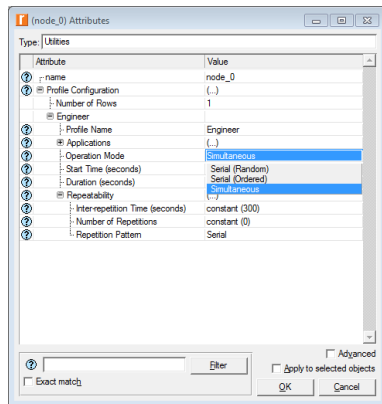 (node_0) Attributes
Type: Utilities
Attribute Value
name node_0
Profile Configuration (...)
Number of Rows 1
Engineer
Profile Name Engineer
Applications (...)
Operation Mode Simultaneous
Start Time (seconds) Serial (Random)
Serial (Ordered)
Duration (seconds) Simultaneous
Repeatability (...)
Inter-repetition Time (seconds) constant (300)
Number of Repetitions constant (0)
Repetition Pattern Serial
Advanced
Filter Apply to selected objects
Exact match OK Cancel